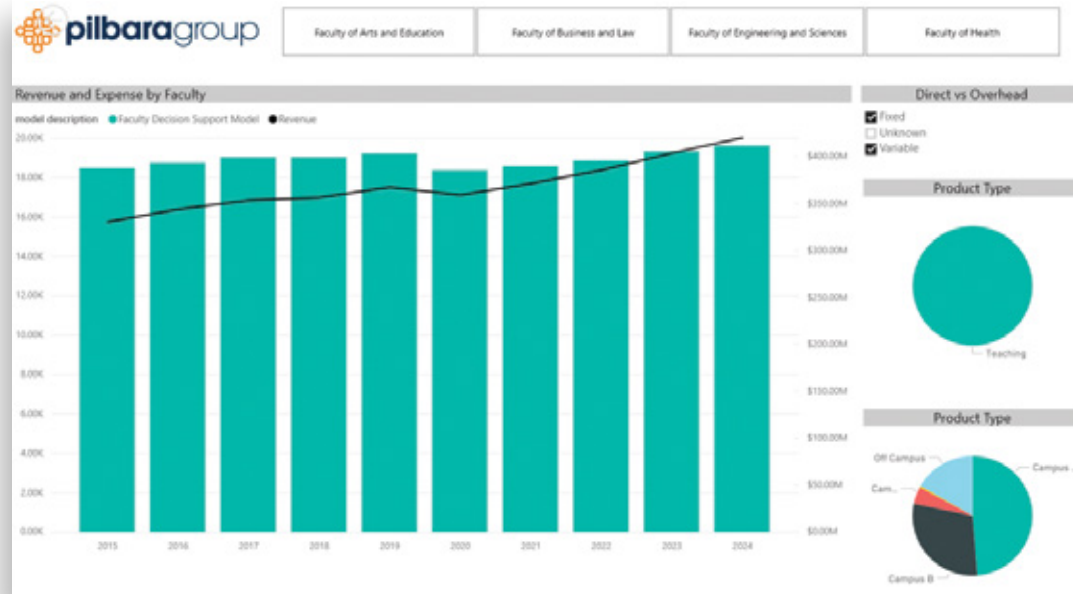 pilbaragroup
Faculty of Arts and Education
Faculty of Business and Law
Faculty of Engineering and Sciences
Faculty of Health
Revenue and Expense by Faculty
model description Faculty Decision Support Model Revenue
20.00K
18.00K
16.00K
14.00K
12.00K
10.00K
8.00K
6.00K
4.00K
2.00K
0.00K
$400.00M
$350.00M
$300.00M
$250.00M
$200.00M
$150.00M
$100.00M
$50.00M
$0.00M
2015 2016 2017 2018 2019 2020 2021 2022 2023 2024
Direct vs Overhead
Fixed
Unknown
Variable
Product Type
Teaching
Product Type
Off Campus
Campus ..
Cam...
Campus B